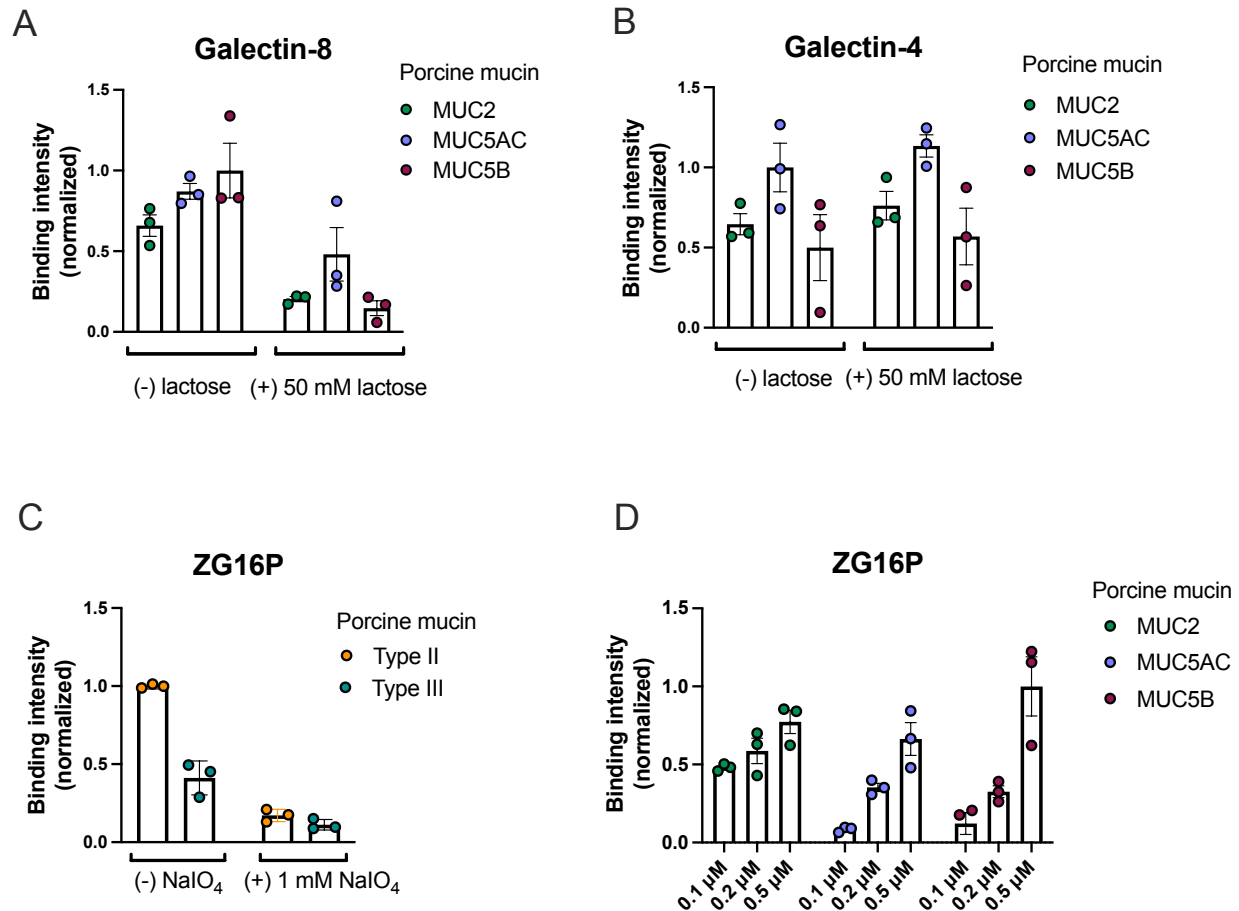 A
Galectin-8
Binding intensity
(normalized)
1.5
1.0
0.5
0.0
(-) lactose
(+) 50 mM lactose
Porcine mucin
MUC2
MUC5AC
MUC5B
B
Galectin-4
Binding intensity
(normalized)
1.5
1.0
0.5
0.0
(-) lactose
(+) 50 mM lactose
Porcine mucin
MUC2
MUC5AC
MUC5B
C
ZG16P
Binding intensity
(normalized)
1.5
1.0
0.5
0.0
(-) NaIO₄
(+) 1 mM NaIO₄
Porcine mucin
Type II
Type III
D
ZG16P
Binding intensity
(normalized)
1.5
1.0
0.5
0.0
0.1 µM
0.2 µM
0.5 µM
0.1 µM
0.2 µM
0.5 µM
0.1 µM
0.2 µM
0.5 µM
Porcine mucin
MUC2
MUC5AC
MUC5B